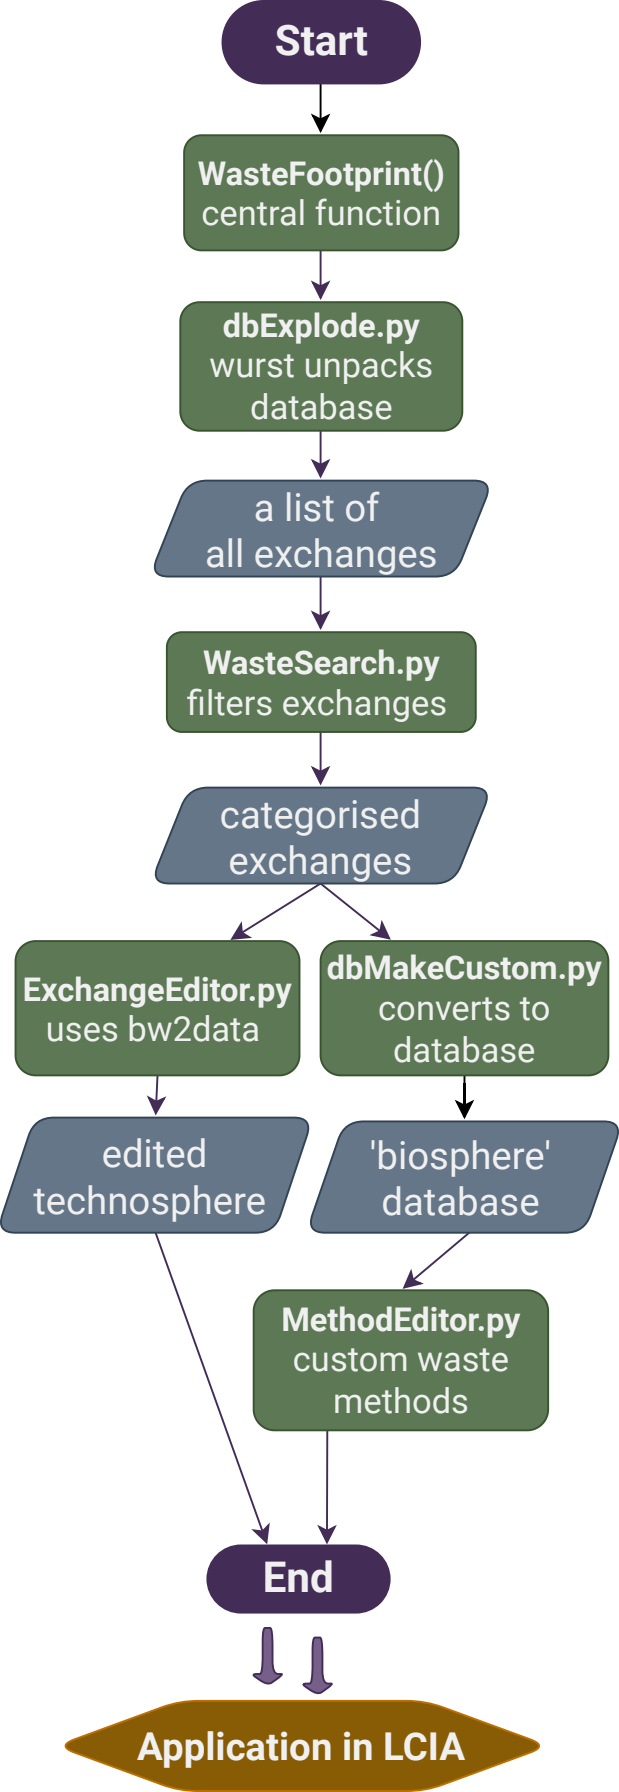 Start
WasteFootprint()
central function
dbExplode.py
wurst unpacks
database
a list of
all exchanges
WasteSearch.py
filters exchanges
categorised
exchanges
ExchangeEditor.py
uses bw2data
dbMakeCustom.py
converts to
database
edited
technosphere
'biosphere'
database
MethodEditor.py
custom waste
methods
End
Application in LCIA